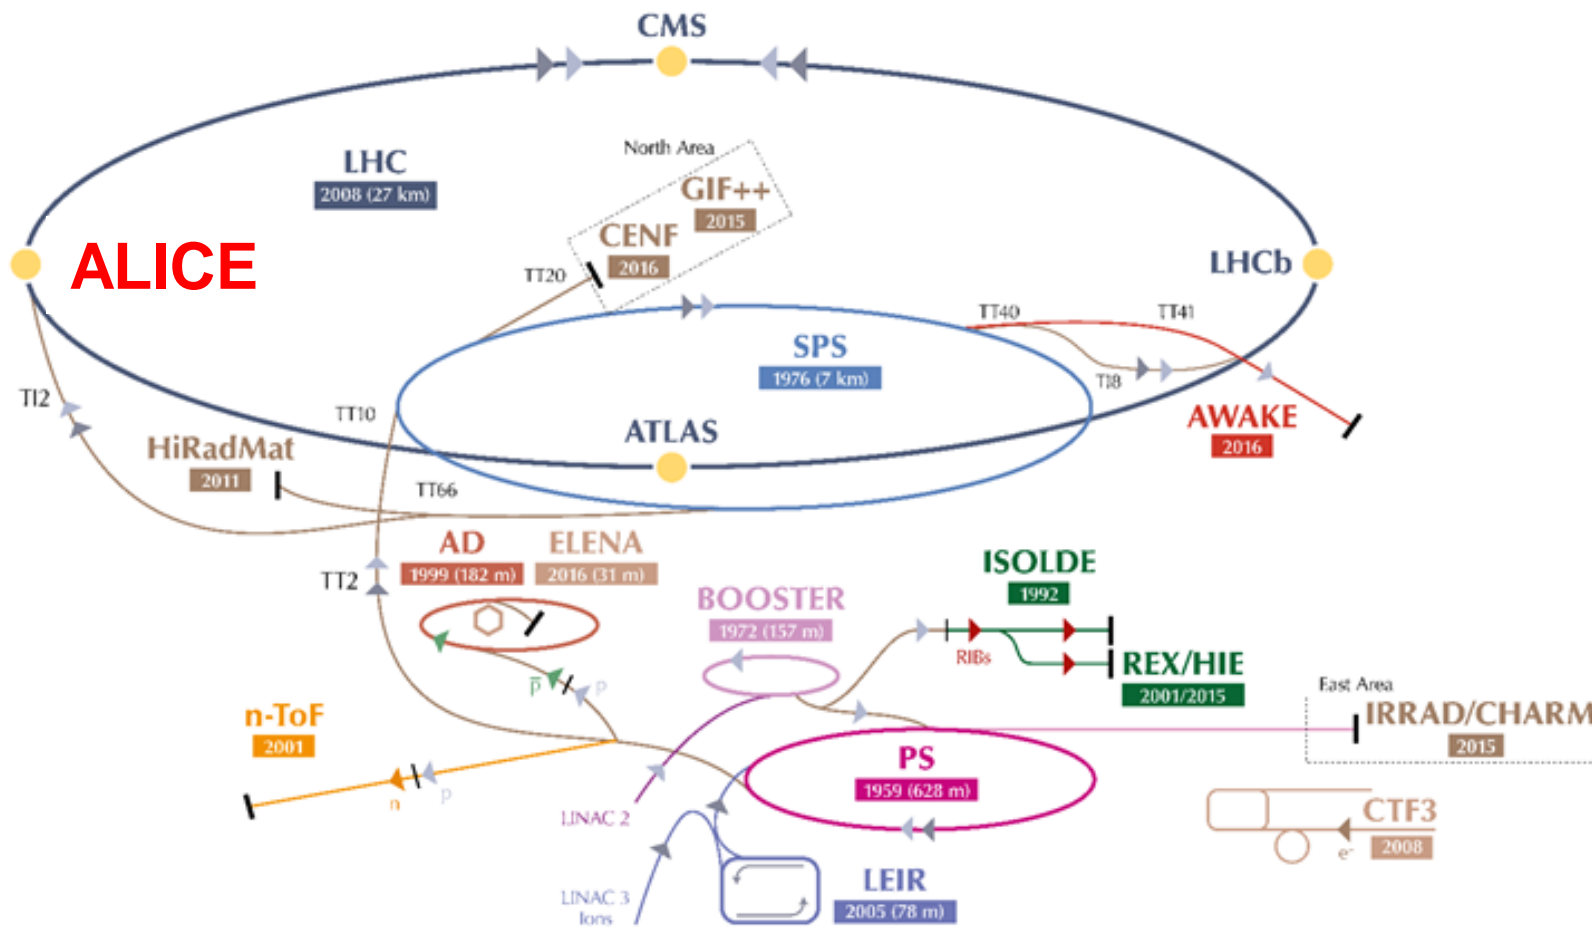 CMS
North Area
LHC
2008 (27 km)
GIF++
2015
CENF
2016
ALICE
LHCb
TT20
TT40
TT41
SPS
1976 (7 km)
TI8
TI2
TT10
ATLAS
AWAKE
2016
HiRadMat
2011
TT66
AD
1999 (182 m)
ELENA
2016 (31 m)
TT2
ISOLDE
1992
BOOSTER
1972 (157 m)
RIBs
REX/HIE
2001/2015
p̅
p
East Area
n-ToF
2001
IRRAD/CHARM
2015
PS
1959 (628 m)
n
p
LINAC 2
CTF3
2008
e-
LEIR
2005 (78 m)
LINAC 3
Ions